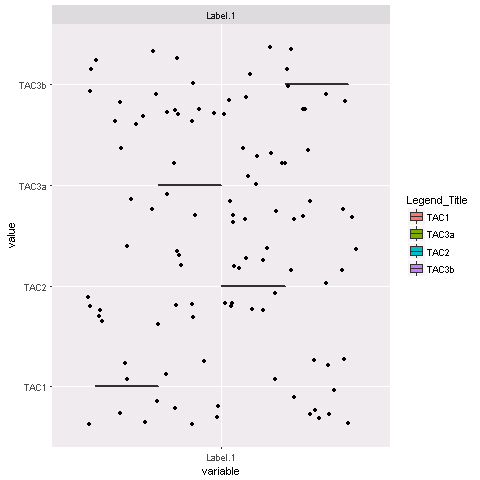 Label.1
TAC3b
TAC3a
TAC2
TAC1
value
Label.1
variable
Legend_Title
TAC1
TAC3a
TAC2
TAC3b